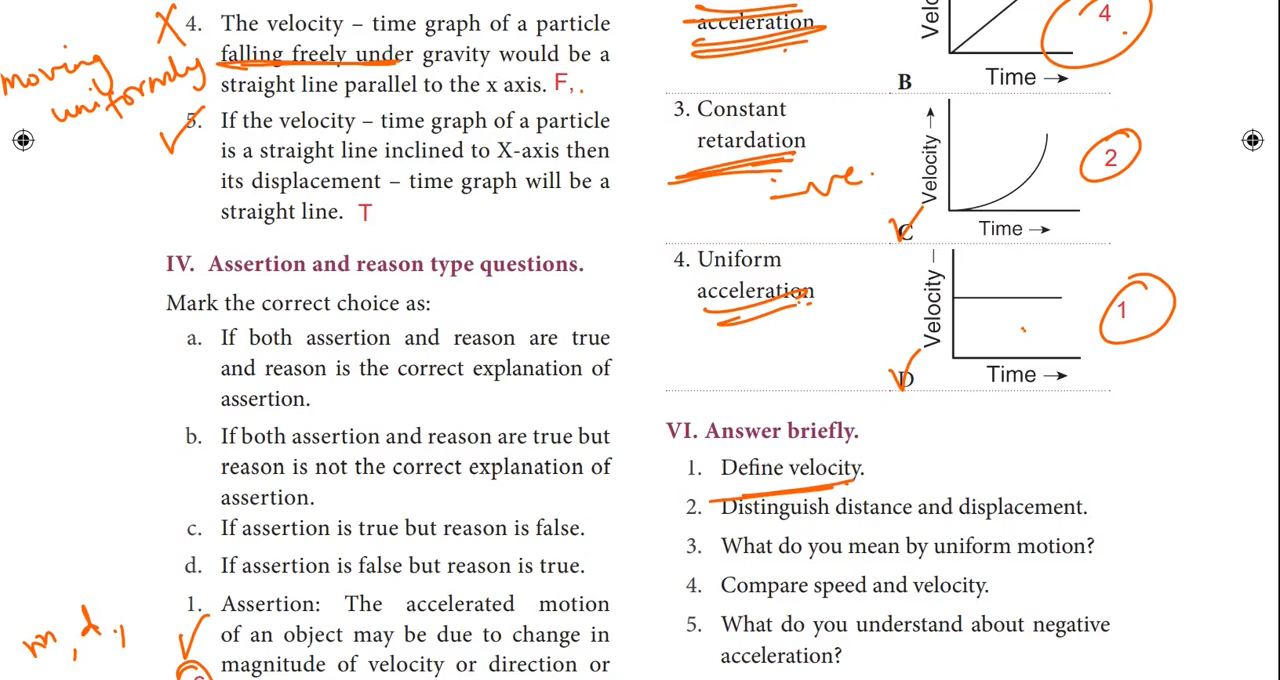 4. The velocity – time graph of a particle
falling freely under gravity would be a
straight line parallel to the x axis. F, .
moving
uniformly
5. If the velocity – time graph of a particle
is a straight line inclined to X-axis then
its displacement – time graph will be a
straight line. T
IV. Assertion and reason type questions.
Mark the correct choice as:
a. If both assertion and reason are true
and reason is the correct explanation of
assertion.
b. If both assertion and reason are true but
reason is not the correct explanation of
assertion.
c. If assertion is true but reason is false.
d. If assertion is false but reason is true.
1. Assertion: The accelerated motion
of an object may be due to change in
magnitude of velocity or direction or
m, d,
acceleration
4
Time →
B
3. Constant
retardation
-ive.
Velocity →
2
Time →
C
4. Uniform
acceleration
Velocity —
1
Time →
D
VI. Answer briefly.
1. Define velocity.
2. Distinguish distance and displacement.
3. What do you mean by uniform motion?
4. Compare speed and velocity.
5. What do you understand about negative
acceleration?